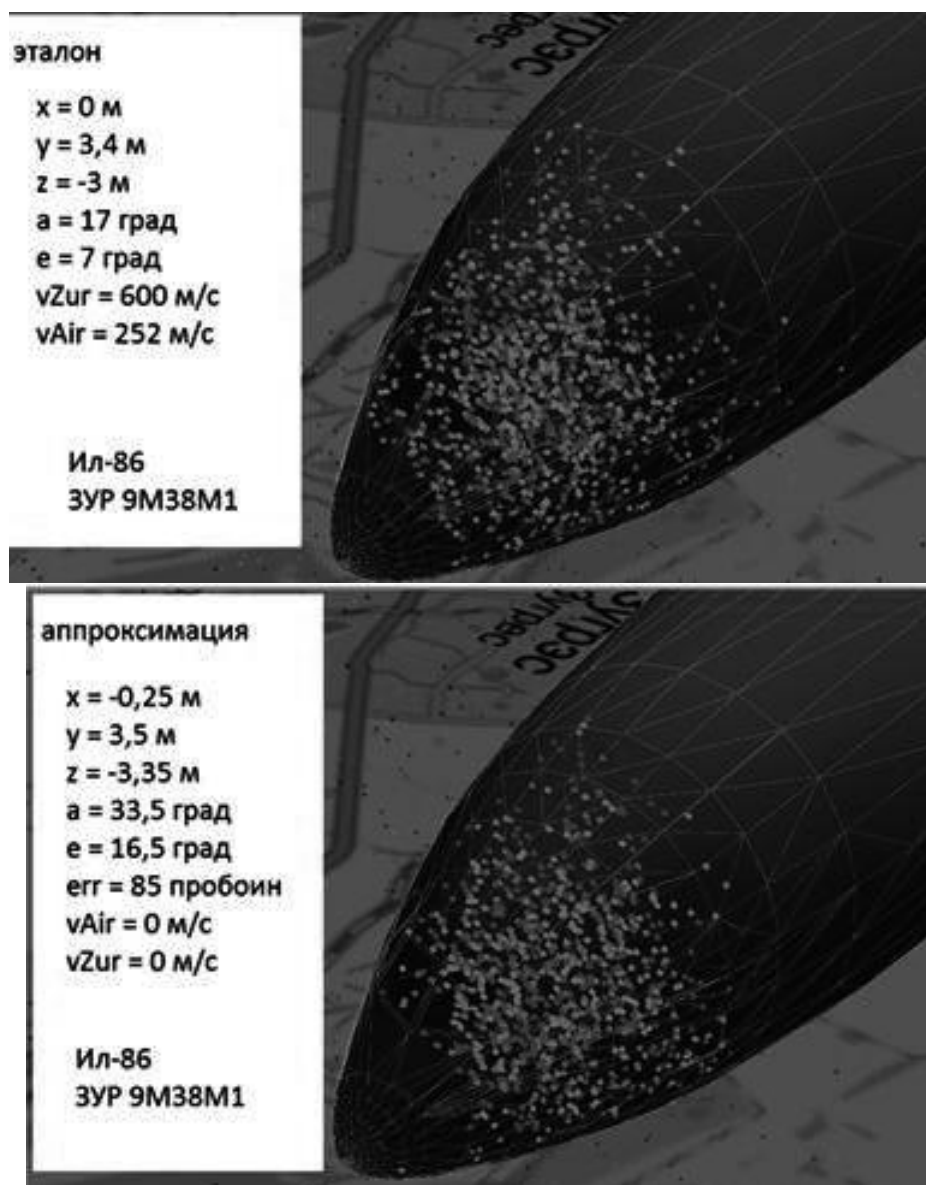 эталон
x = 0 м
y = 3,4 м
z = -3 м
a = 17 град
e = 7 град
vZur = 600 м/с
vAir = 252 м/с
Ил-86
ЗУР 9М38М1
угрес
аппроксимация
x = -0,25 м
y = 3,5 м
z = -3,35 м
a = 33,5 град
e = 16,5 град
err = 85 пробоин
vAir = 0 м/с
vZur = 0 м/с
Ил-86
ЗУР 9М38М1
зугрэс